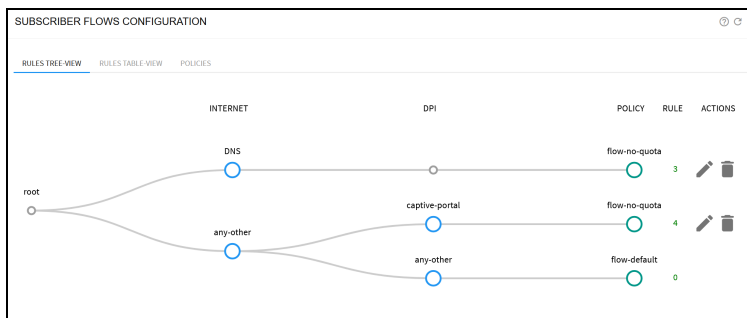 SUBSCRIBER FLOWS CONFIGURATION
RULES TREE-VIEW RULES TABLE-VIEW POLICIES
INTERNET DPI POLICY RULE ACTIONS
DNS flow-no-quota
3
root
captive-portal flow-no-quota
4
any-other
any-other flow-default
0